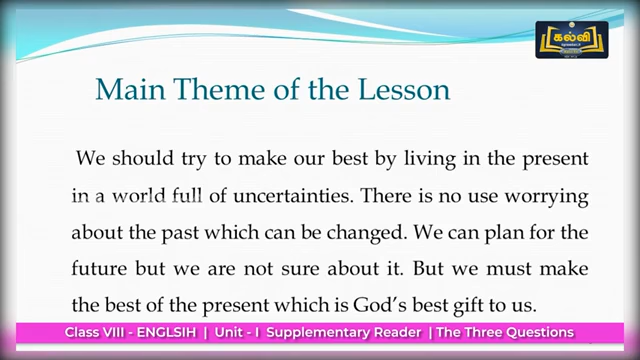 கல்வி
Main Theme of the Lesson
We should try to make our best by living in the present
in a world full of uncertainties. There is no use worrying
about the past which can be changed. We can plan for the
future but we are not sure about it. But we must make
the best of the present which is God’s best gift to us.
Class VIII - ENGLSIH | Unit - I Supplementary Reader | The Three Questions